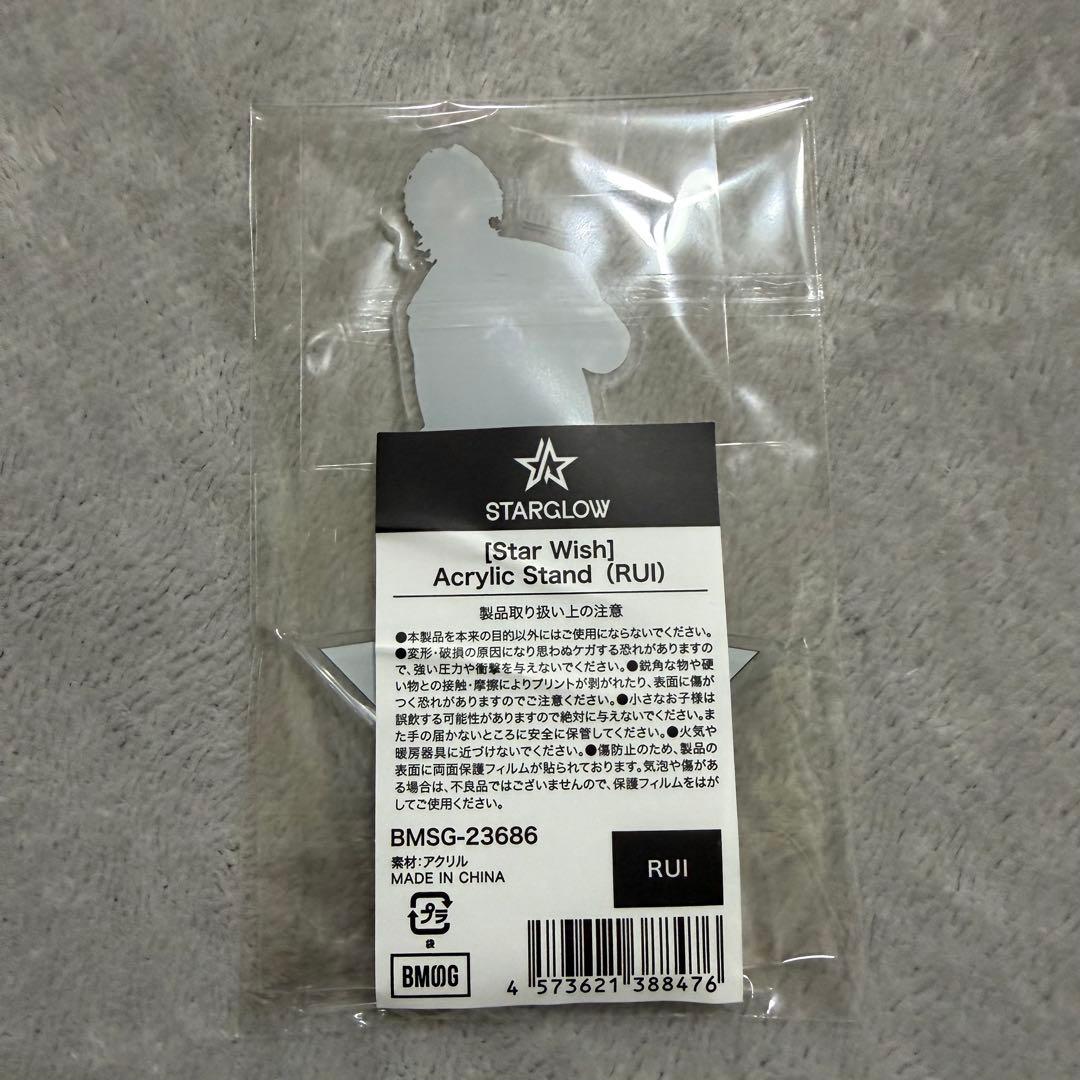 STARGLOW
[Star Wish]
Acrylic Stand（RUI）
製品取り扱い上の注意
●本製品を本来の目的以外にはご使用にならないでください。
●変形・破損の原因になり思わぬケガする恐れがありますの
で、強い圧力や衝撃を与えないでください。●鋭角な物や硬
い物との接触・摩擦によりプリントが剥がれたり、表面に傷が
つく恐れがありますのでご注意ください。●小さなお子様は
誤飲する可能性がありますので絶対に与えないでください。ま
た手の届かないところに安全に保管してください。●火気や
暖房器具に近づけないでください。●傷防止のため、製品の
表面に両面保護フィルムが貼られております。気泡や傷があ
る場合は、不良品ではございませんので、保護フィルムをはが
してご使用ください。
BMSG-23686
素材：アクリル
MADE IN CHINA
RUI
プラ
袋
BMSG
4 573621 388476